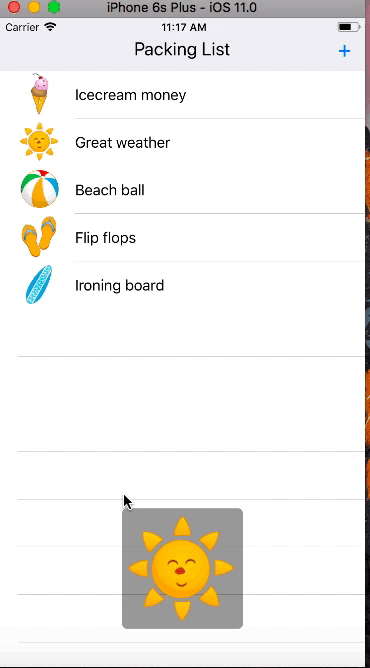 iPhone 6s Plus - iOS 11.0
Carrier 11:17 AM
Packing List +
Icecream money
Great weather
Beach ball
Flip flops
Ironing board